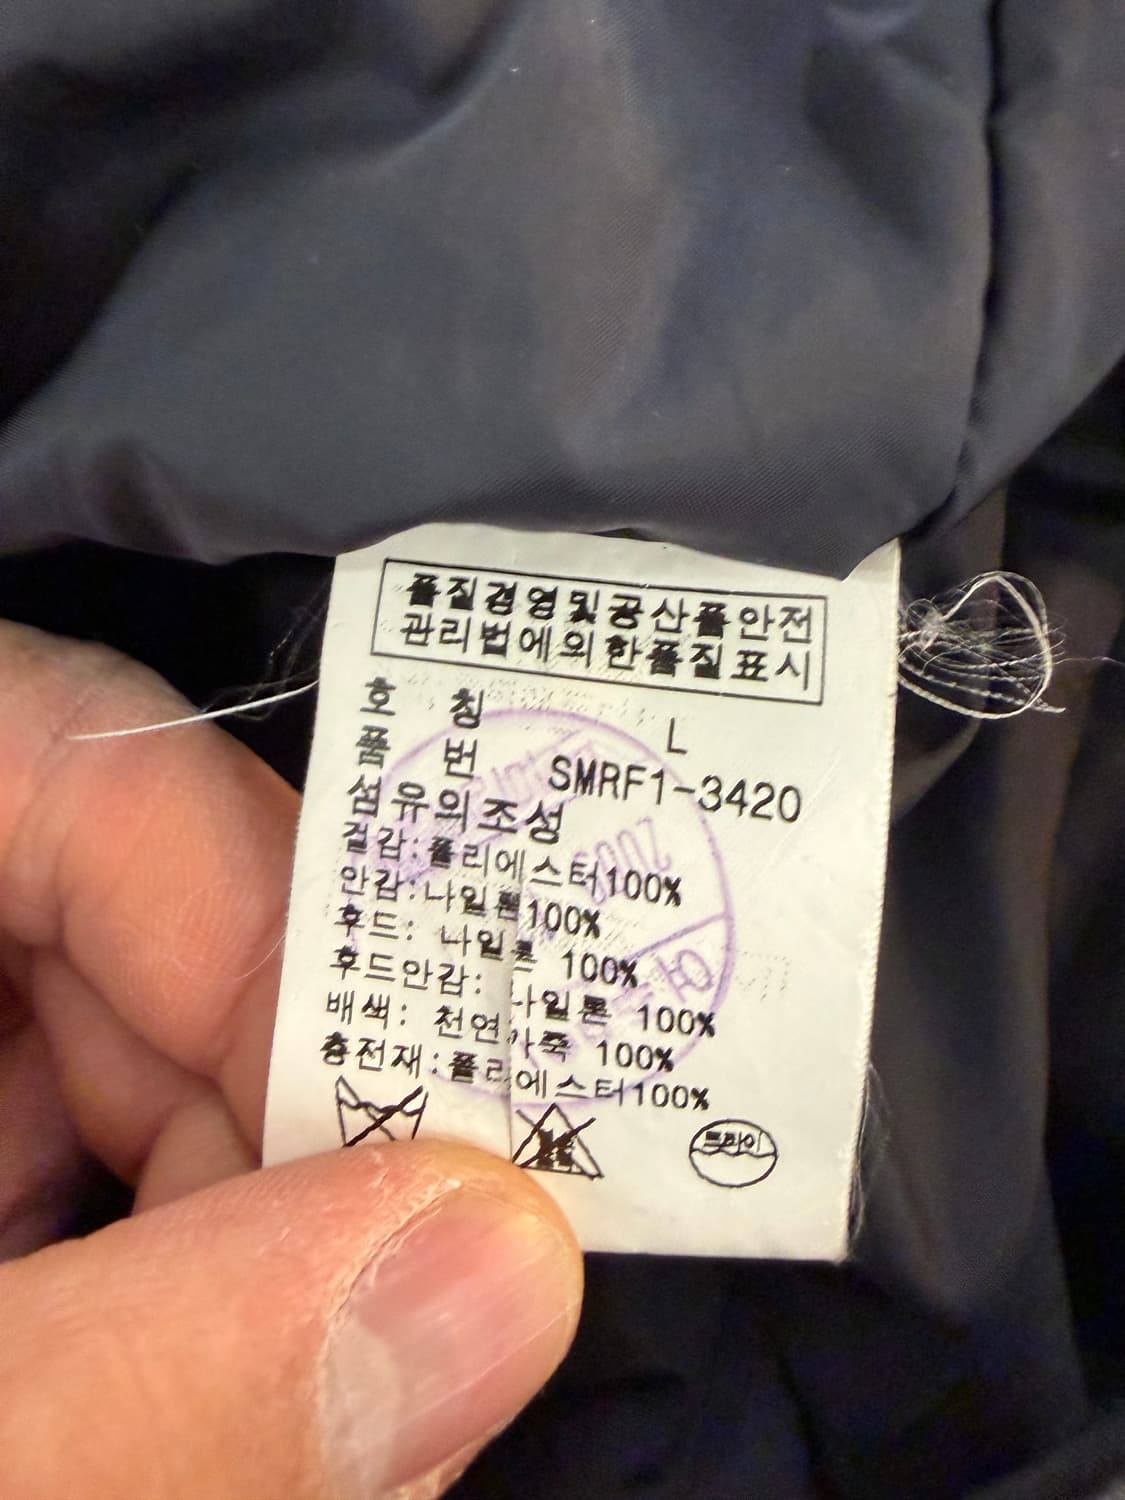 품질경영및공산품안전
관리법에의한품질표시
호 칭 L
품 번 SMRF1-3420
섬유의조성
겉감:폴리에스터100%
안감:나일론100%
후드: 나일론 100%
후드안감: 나일론 100%
배색: 천연가죽 100%
충전재:폴리에스터100%
드라이